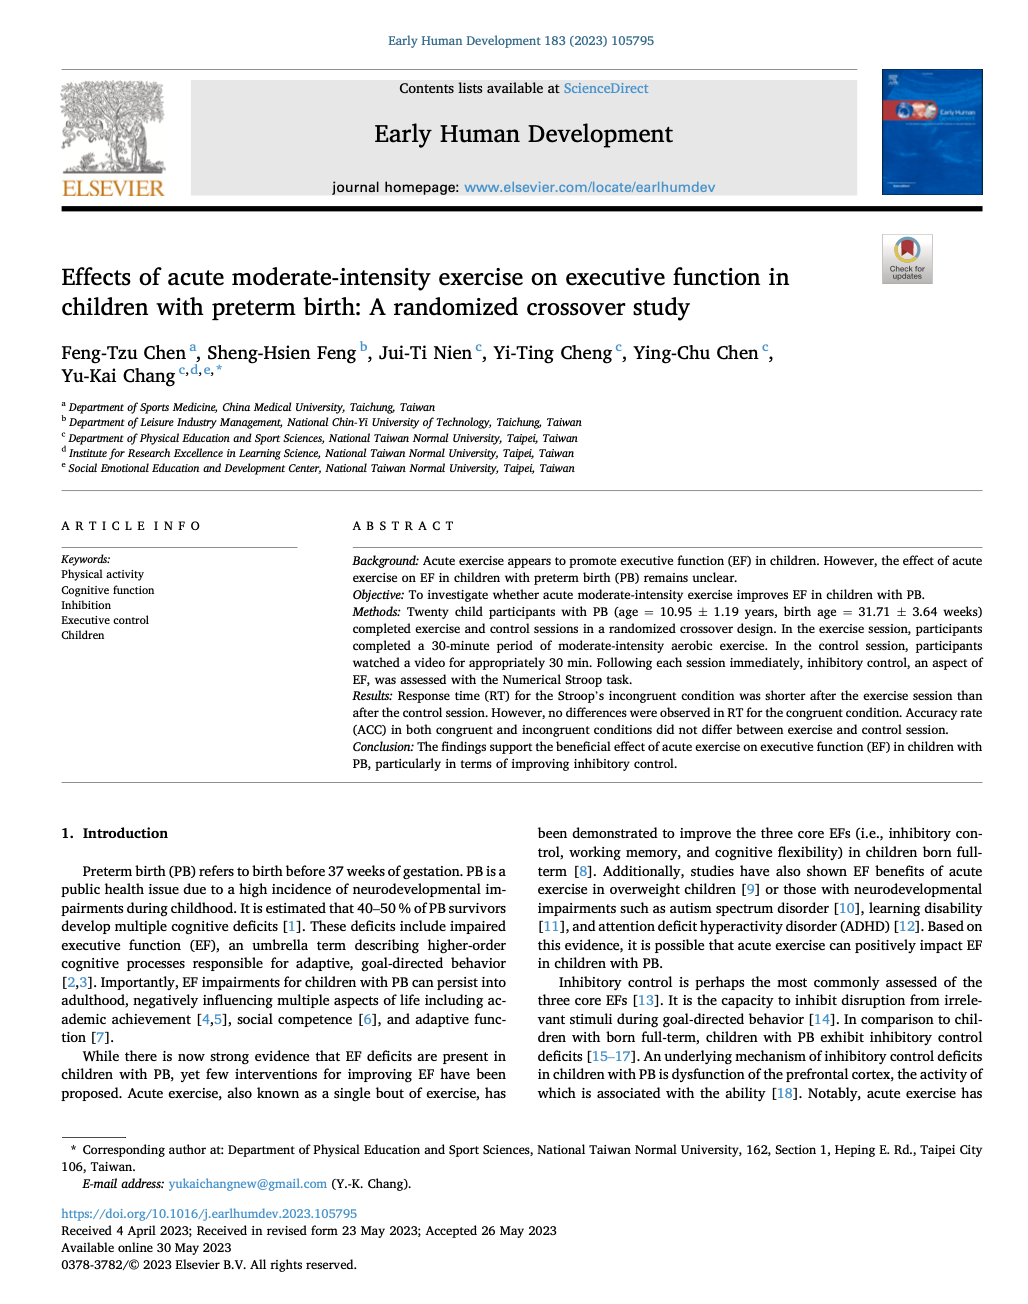 Early Human Development 183 (2023) 105795
Contents lists available at ScienceDirect
Early Human Development
journal homepage: www.elsevier.com/locate/earlhumdev
ELSEVIER
Early Human
Development
Check for
updates
Effects of acute moderate-intensity exercise on executive function in
children with preterm birth: A randomized crossover study
Feng-Tzu Chen a, Sheng-Hsien Feng b, Jui-Ti Nien c, Yi-Ting Cheng c, Ying-Chu Chen c,
Yu-Kai Chang c,d,e,*
a Department of Sports Medicine, China Medical University, Taichung, Taiwan
b Department of Leisure Industry Management, National Chin-Yi University of Technology, Taichung, Taiwan
c Department of Physical Education and Sport Sciences, National Taiwan Normal University, Taipei, Taiwan
d Institute for Research Excellence in Learning Science, National Taiwan Normal University, Taipei, Taiwan
e Social Emotional Education and Development Center, National Taiwan Normal University, Taipei, Taiwan
ARTICLE INFO
Keywords:
Physical activity
Cognitive function
Inhibition
Executive control
Children
ABSTRACT
Background: Acute exercise appears to promote executive function (EF) in children. However, the effect of acute
exercise on EF in children with preterm birth (PB) remains unclear.
Objective: To investigate whether acute moderate-intensity exercise improves EF in children with PB.
Methods: Twenty child participants with PB (age = 10.95 ± 1.19 years, birth age = 31.71 ± 3.64 weeks)
completed exercise and control sessions in a randomized crossover design. In the exercise session, participants
completed a 30-minute period of moderate-intensity aerobic exercise. In the control session, participants
watched a video for appropriately 30 min. Following each session immediately, inhibitory control, an aspect of
EF, was assessed with the Numerical Stroop task.
Results: Response time (RT) for the Stroop's incongruent condition was shorter after the exercise session than
after the control session. However, no differences were observed in RT for the congruent condition. Accuracy rate
(ACC) in both congruent and incongruent conditions did not differ between exercise and control session.
Conclusion: The findings support the beneficial effect of acute exercise on executive function (EF) in children with
PB, particularly in terms of improving inhibitory control.
1. Introduction
Preterm birth (PB) refers to birth before 37 weeks of gestation. PB is a
public health issue due to a high incidence of neurodevelopmental im-
pairments during childhood. It is estimated that 40–50 % of PB survivors
develop multiple cognitive deficits [1]. These deficits include impaired
executive function (EF), an umbrella term describing higher-order
cognitive processes responsible for adaptive, goal-directed behavior
[2,3]. Importantly, EF impairments for children with PB can persist into
adulthood, negatively influencing multiple aspects of life including ac-
ademic achievement [4,5], social competence [6], and adaptive func-
tion [7].
While there is now strong evidence that EF deficits are present in
children with PB, yet few interventions for improving EF have been
proposed. Acute exercise, also known as a single bout of exercise, has
been demonstrated to improve the three core EFs (i.e., inhibitory con-
trol, working memory, and cognitive flexibility) in children born full-
term [8]. Additionally, studies have also shown EF benefits of acute
exercise in overweight children [9] or those with neurodevelopmental
impairments such as autism spectrum disorder [10], learning disability
[11], and attention deficit hyperactivity disorder (ADHD) [12]. Based on
this evidence, it is possible that acute exercise can positively impact EF
in children with PB.
Inhibitory control is perhaps the most commonly assessed of the
three core EFs [13]. It is the capacity to inhibit disruption from irrele-
vant stimuli during goal-directed behavior [14]. In comparison to chil-
dren with born full-term, children with PB exhibit inhibitory control
deficits [15–17]. An underlying mechanism of inhibitory control deficits
in children with PB is dysfunction of the prefrontal cortex, the activity of
which is associated with the ability [18]. Notably, acute exercise has
* Corresponding author at: Department of Physical Education and Sport Sciences, National Taiwan Normal University, 162, Section 1, Heping E. Rd., Taipei City
106, Taiwan.
E-mail address: yukaichangnew@gmail.com (Y.-K. Chang).
https://doi.org/10.1016/j.earlhumdev.2023.105795
Received 4 April 2023; Received in revised form 23 May 2023; Accepted 26 May 2023
Available online 30 May 2023
0378-3782/© 2023 Elsevier B.V. All rights reserved.